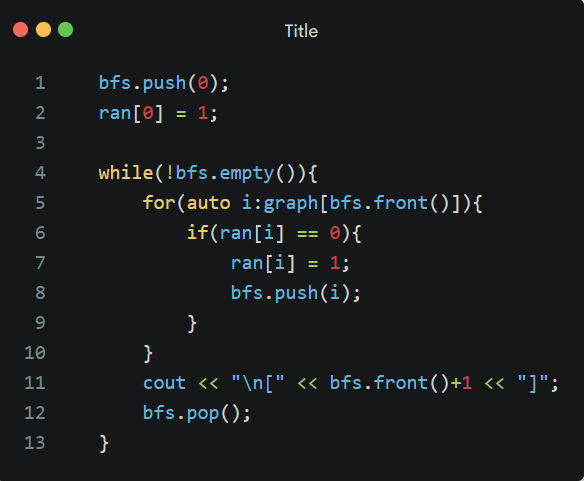 Title
1 bfs.push(0);
2 ran[0] = 1;
3
4 while(!bfs.empty()){
5 for(auto i:graph[bfs.front()]){
6 if(ran[i] == 0){
7 ran[i] = 1;
8 bfs.push(i);
9 }
10 }
11 cout << "\n[" << bfs.front()+1 << "]";
12 bfs.pop();
13 }